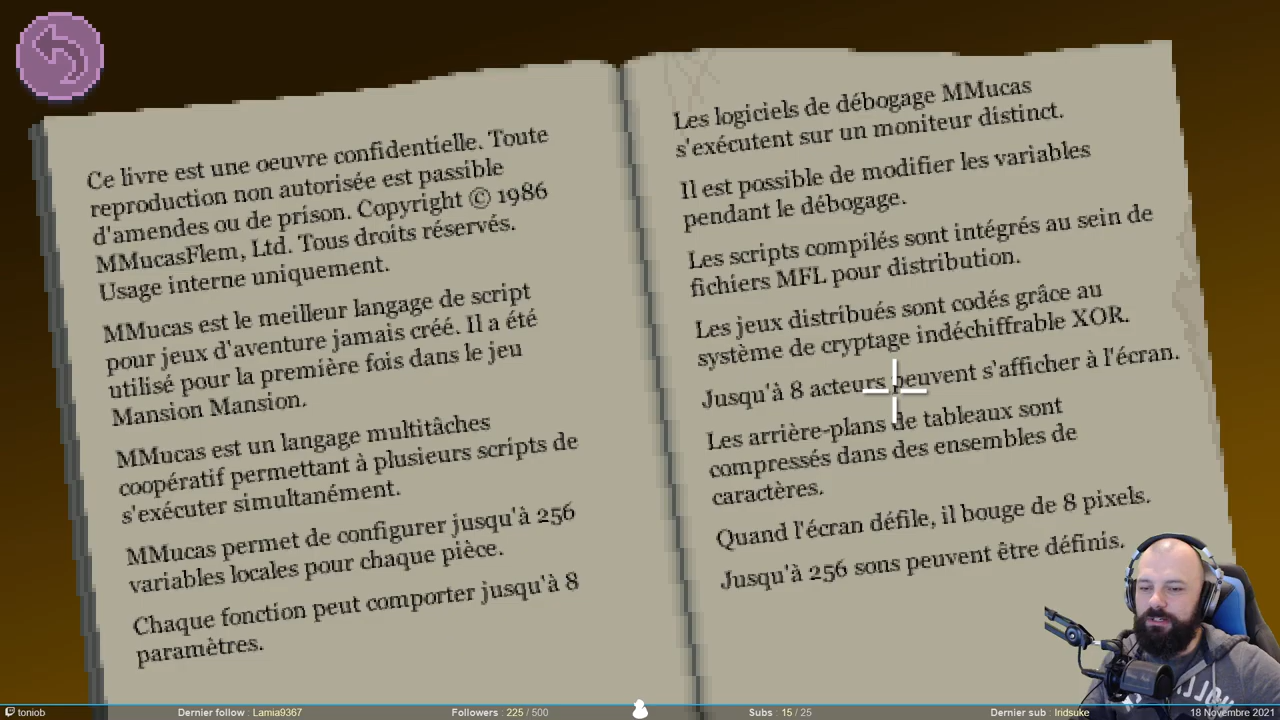 Ce livre est une oeuvre confidentielle. Toute
reproduction non autorisée est passible
d'amendes ou de prison. Copyright © 1986
MMucasFlem, Ltd. Tous droits réservés.
Usage interne uniquement.
MMucas est le meilleur langage de script
pour jeux d'aventure jamais créé. Il a été
utilisé pour la première fois dans le jeu
Mansion Mansion.
MMucas est un langage multitâches
coopératif permettant à plusieurs scripts de
s'exécuter simultanément.
MMucas permet de configurer jusqu'à 256
variables locales pour chaque pièce.
Chaque fonction peut comporter jusqu'à 8
paramètres.
Les logiciels de débogage MMucas
s'exécutent sur un moniteur distinct.
Il est possible de modifier les variables
pendant le débogage.
Les scripts compilés sont intégrés au sein de
fichiers MFL pour distribution.
Les jeux distribués sont codés grâce au
système de cryptage indéchiffrable XOR.
Jusqu'à 8 acteurs peuvent s'afficher à l'écran.
Les arrière-plans de tableaux sont
compressés dans des ensembles de
caractères.
Quand l'écran défile, il bouge de 8 pixels.
Jusqu'à 256 sons peuvent être définis.
toniob Dernier follow : Lamia9367 Followers : 225 / 500 Subs : 15 / 25 Dernier sub : Iridsuke 18 Novembre 2021